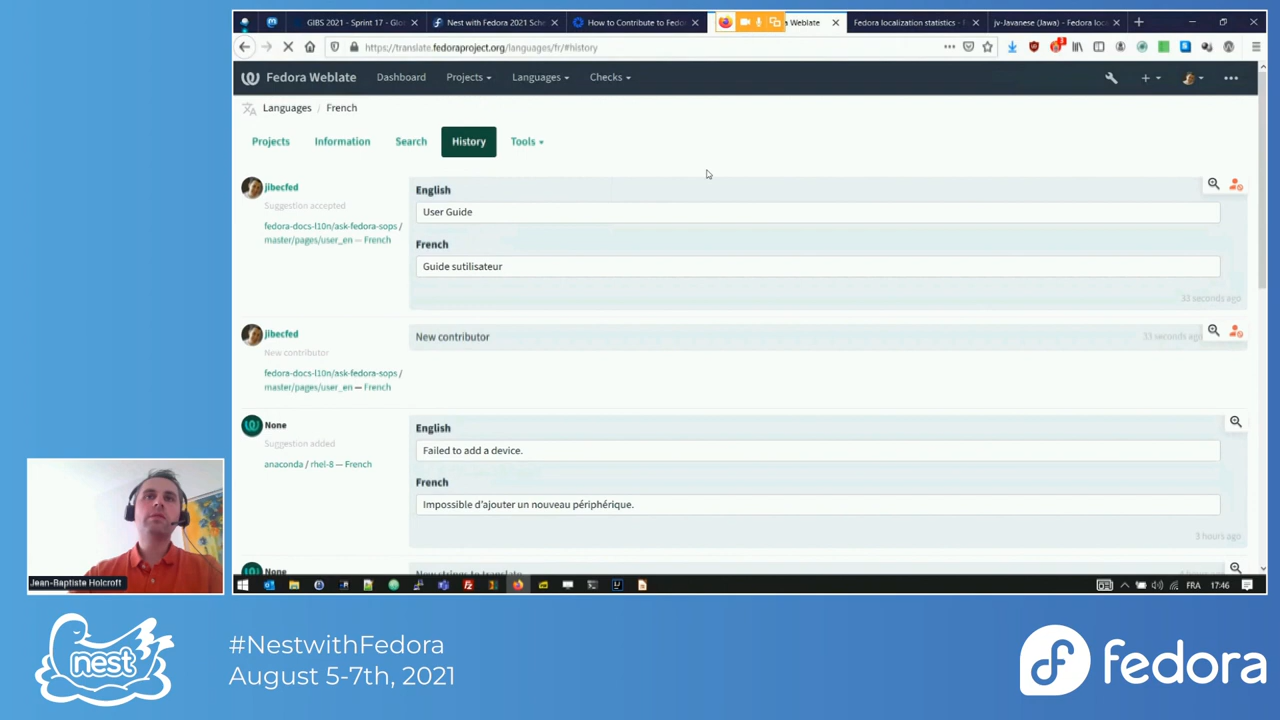 GIBS 2021 - Sprint 17 - Glo
Nest with Fedora 2021 Sche
How to Contribute to Fedor
Weblate
Fedora localization statistics -
jv-Javanese (Jawa) - Fedora loc
https://translate.fedoraproject.org/languages/fr/#history
Fedora Weblate
Dashboard
Projects
Languages
Checks
Languages / French
Projects
Information
Search
History
Tools
jibecfed
Suggestion accepted
fedora-docs-l10n/ask-fedora-sops /
master/pages/user_en — French
English
User Guide
French
Guide sutilisateur
33 seconds ago
jibecfed
New contributor
fedora-docs-l10n/ask-fedora-sops /
master/pages/user_en — French
New contributor
33 seconds ago
None
Suggestion added
anaconda / rhel-8 — French
English
Failed to add a device.
French
Impossible d'ajouter un nouveau périphérique.
3 hours ago
None
New strings to translate
FRA
17:46
Jean-Baptiste Holcroft
nest
#NestwithFedora
August 5-7th, 2021
fedora